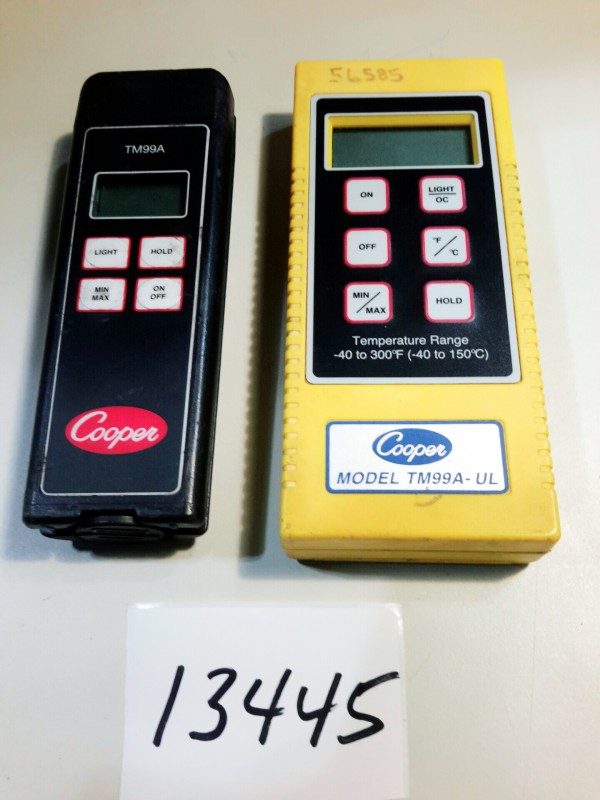 TM99A
LIGHT
HOLD
MIN
MAX
ON
OFF
Cooper
56585
ON
LIGHT
OC
OFF
°F/°C
MIN/MAX
HOLD
Temperature Range
-40 to 300°F (-40 to 150°C)
Cooper
MODEL TM99A-UL
13445